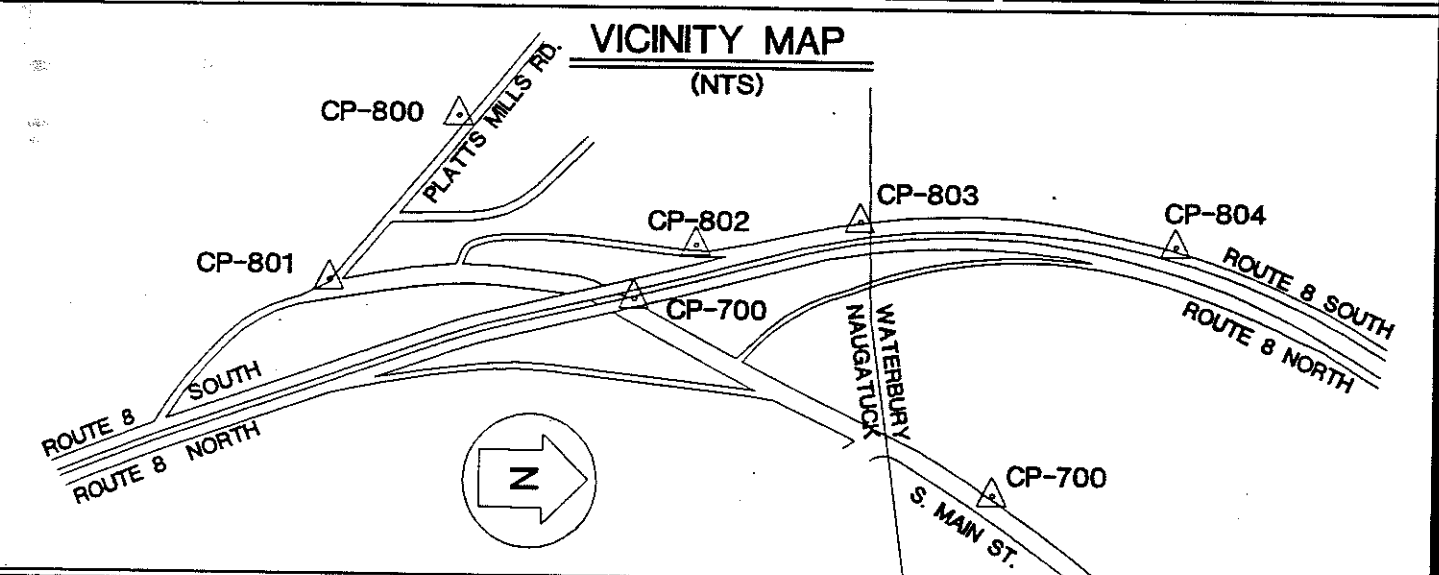 VICINITY MAP
(NTS)
CP-800
PLATTS MILLS RD.
CP-801
CP-802
CP-803
CP-804
CP-700
ROUTE 8 SOUTH
ROUTE 8 NORTH
ROUTE 8 SOUTH
ROUTE 8 NORTH
WATERBURY
NAUGATUCK
N
CP-700
S. MAIN ST.